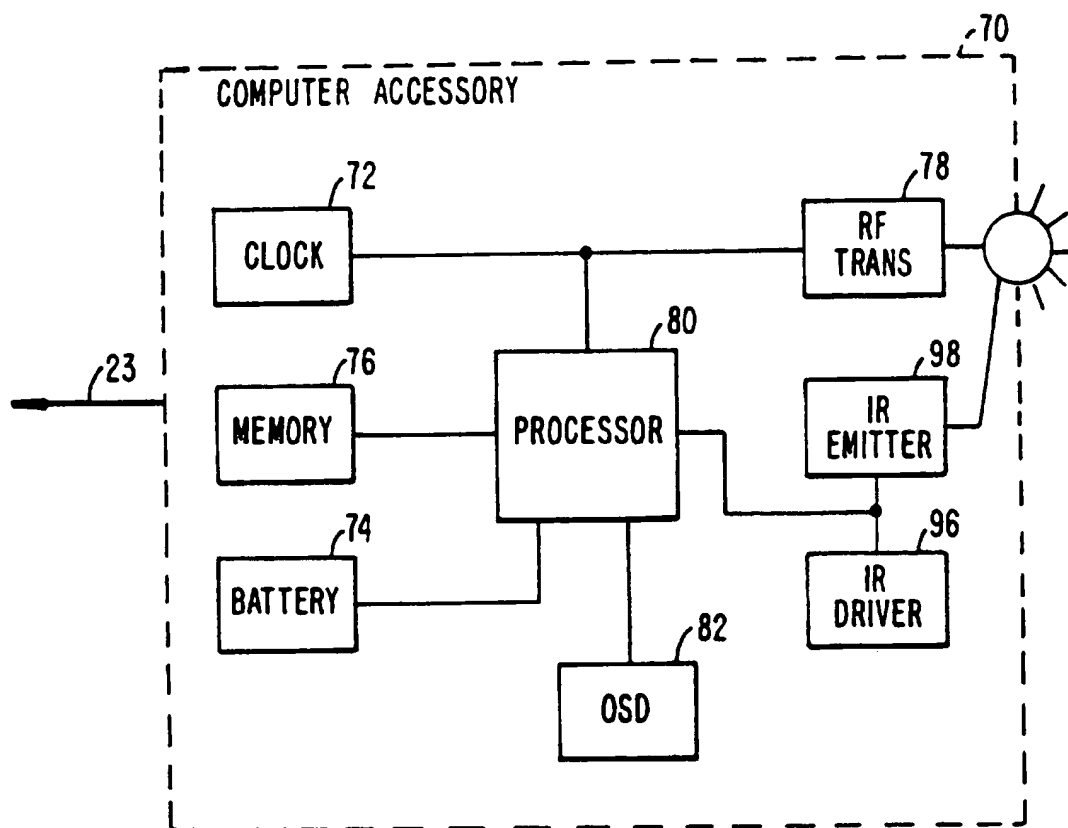 70
COMPUTER ACCESSORY
72
CLOCK
78
RF
TRANS
80
PROCESSOR
23
76
MEMORY
98
IR
EMITTER
74
BATTERY
96
IR
DRIVER
82
OSD